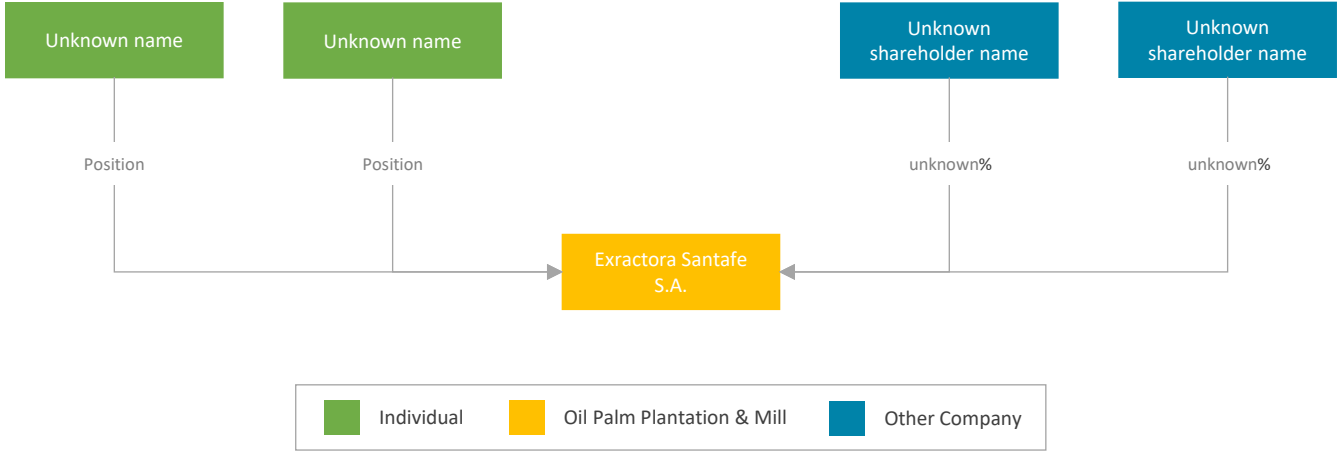 Unknown name
Unknown name
Unknown
shareholder name
Unknown
shareholder name
Position
Position
unknown%
unknown%
Exractora Santafe
S.A.
Individual
Oil Palm Plantation & Mill
Other Company